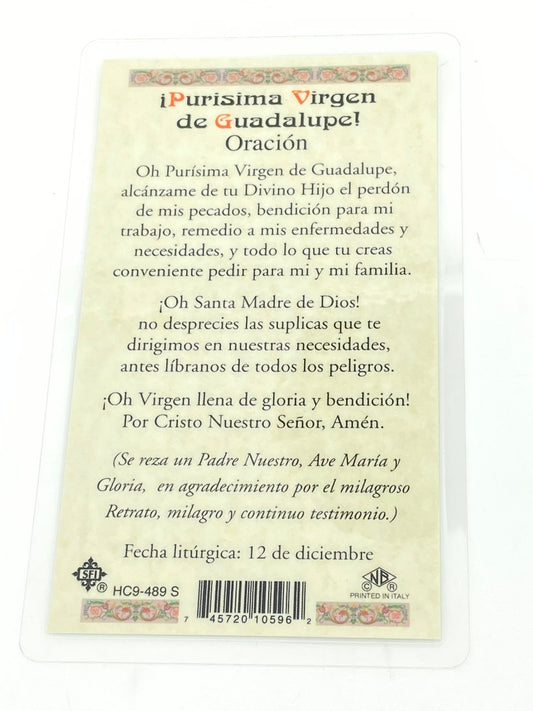 ¡Purisima Virgen
de Guadalupe!
Oración
Oh Purísima Virgen de Guadalupe,
alcánzame de tu Divino Hijo el perdón
de mis pecados, bendición para mi
trabajo, remedio a mis enfermedades y
necesidades, y todo lo que tu creas
conveniente pedir para mi y mi familia.
¡Oh Santa Madre de Dios!
no desprecies las suplicas que te
dirigimos en nuestras necesidades,
antes líbranos de todos los peligros.
¡Oh Virgen llena de gloria y bendición!
Por Cristo Nuestro Señor, Amén.
(Se reza un Padre Nuestro, Ave María y
Gloria, en agradecimiento por el milagroso
Retrato, milagro y continuo testimonio.)
Fecha litúrgica: 12 de diciembre
SFI ® HC9-489 S
7 45720 10596 2
NB C R
PRINTED IN ITALY